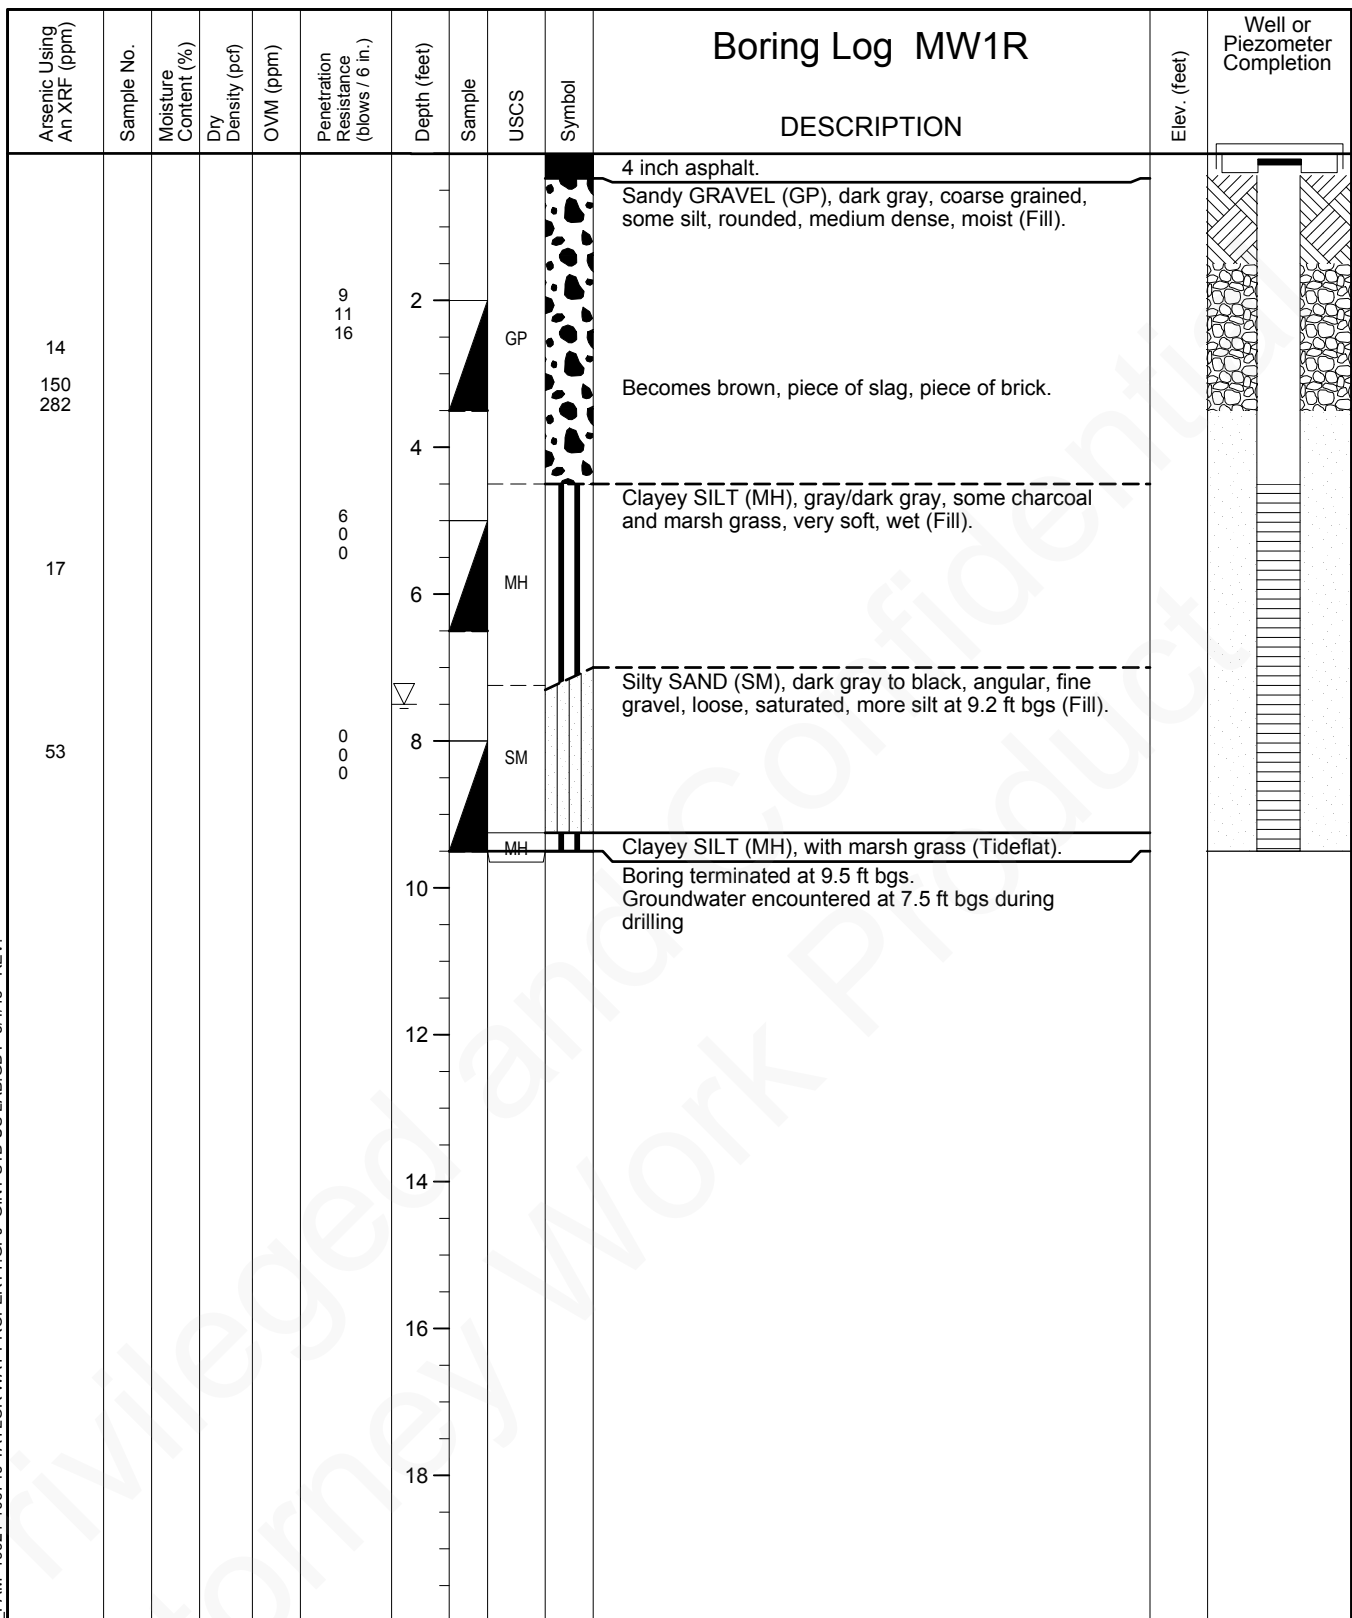 Arsenic Using
An XRF (ppm)
Sample No.
Moisture
Content (%)
Dry
Density (pcf)
OVM (ppm)
Penetration
Resistance
(blows / 6 in.)
Depth (feet)
Sample
USCS
Symbol
Boring Log MW1R
DESCRIPTION
Elev. (feet)
Well or
Piezometer
Completion
4 inch asphalt.
Sandy GRAVEL (GP), dark gray, coarse grained,
some silt, rounded, medium dense, moist (Fill).
9
11
16
2
GP
14
150
282
Becomes brown, piece of slag, piece of brick.
4
Clayey SILT (MH), gray/dark gray, some charcoal
and marsh grass, very soft, wet (Fill).
6
0
0
17
6
MH
Silty SAND (SM), dark gray to black, angular, fine
gravel, loose, saturated, more silt at 9.2 ft bgs (Fill).
53
0
0
0
8
SM
MH
Clayey SILT (MH), with marsh grass (Tideflat).
Boring terminated at 9.5 ft bgs.
Groundwater encountered at 7.5 ft bgs during
drilling
10
12
14
16
18
rivileged and Confidential
torney Work Product